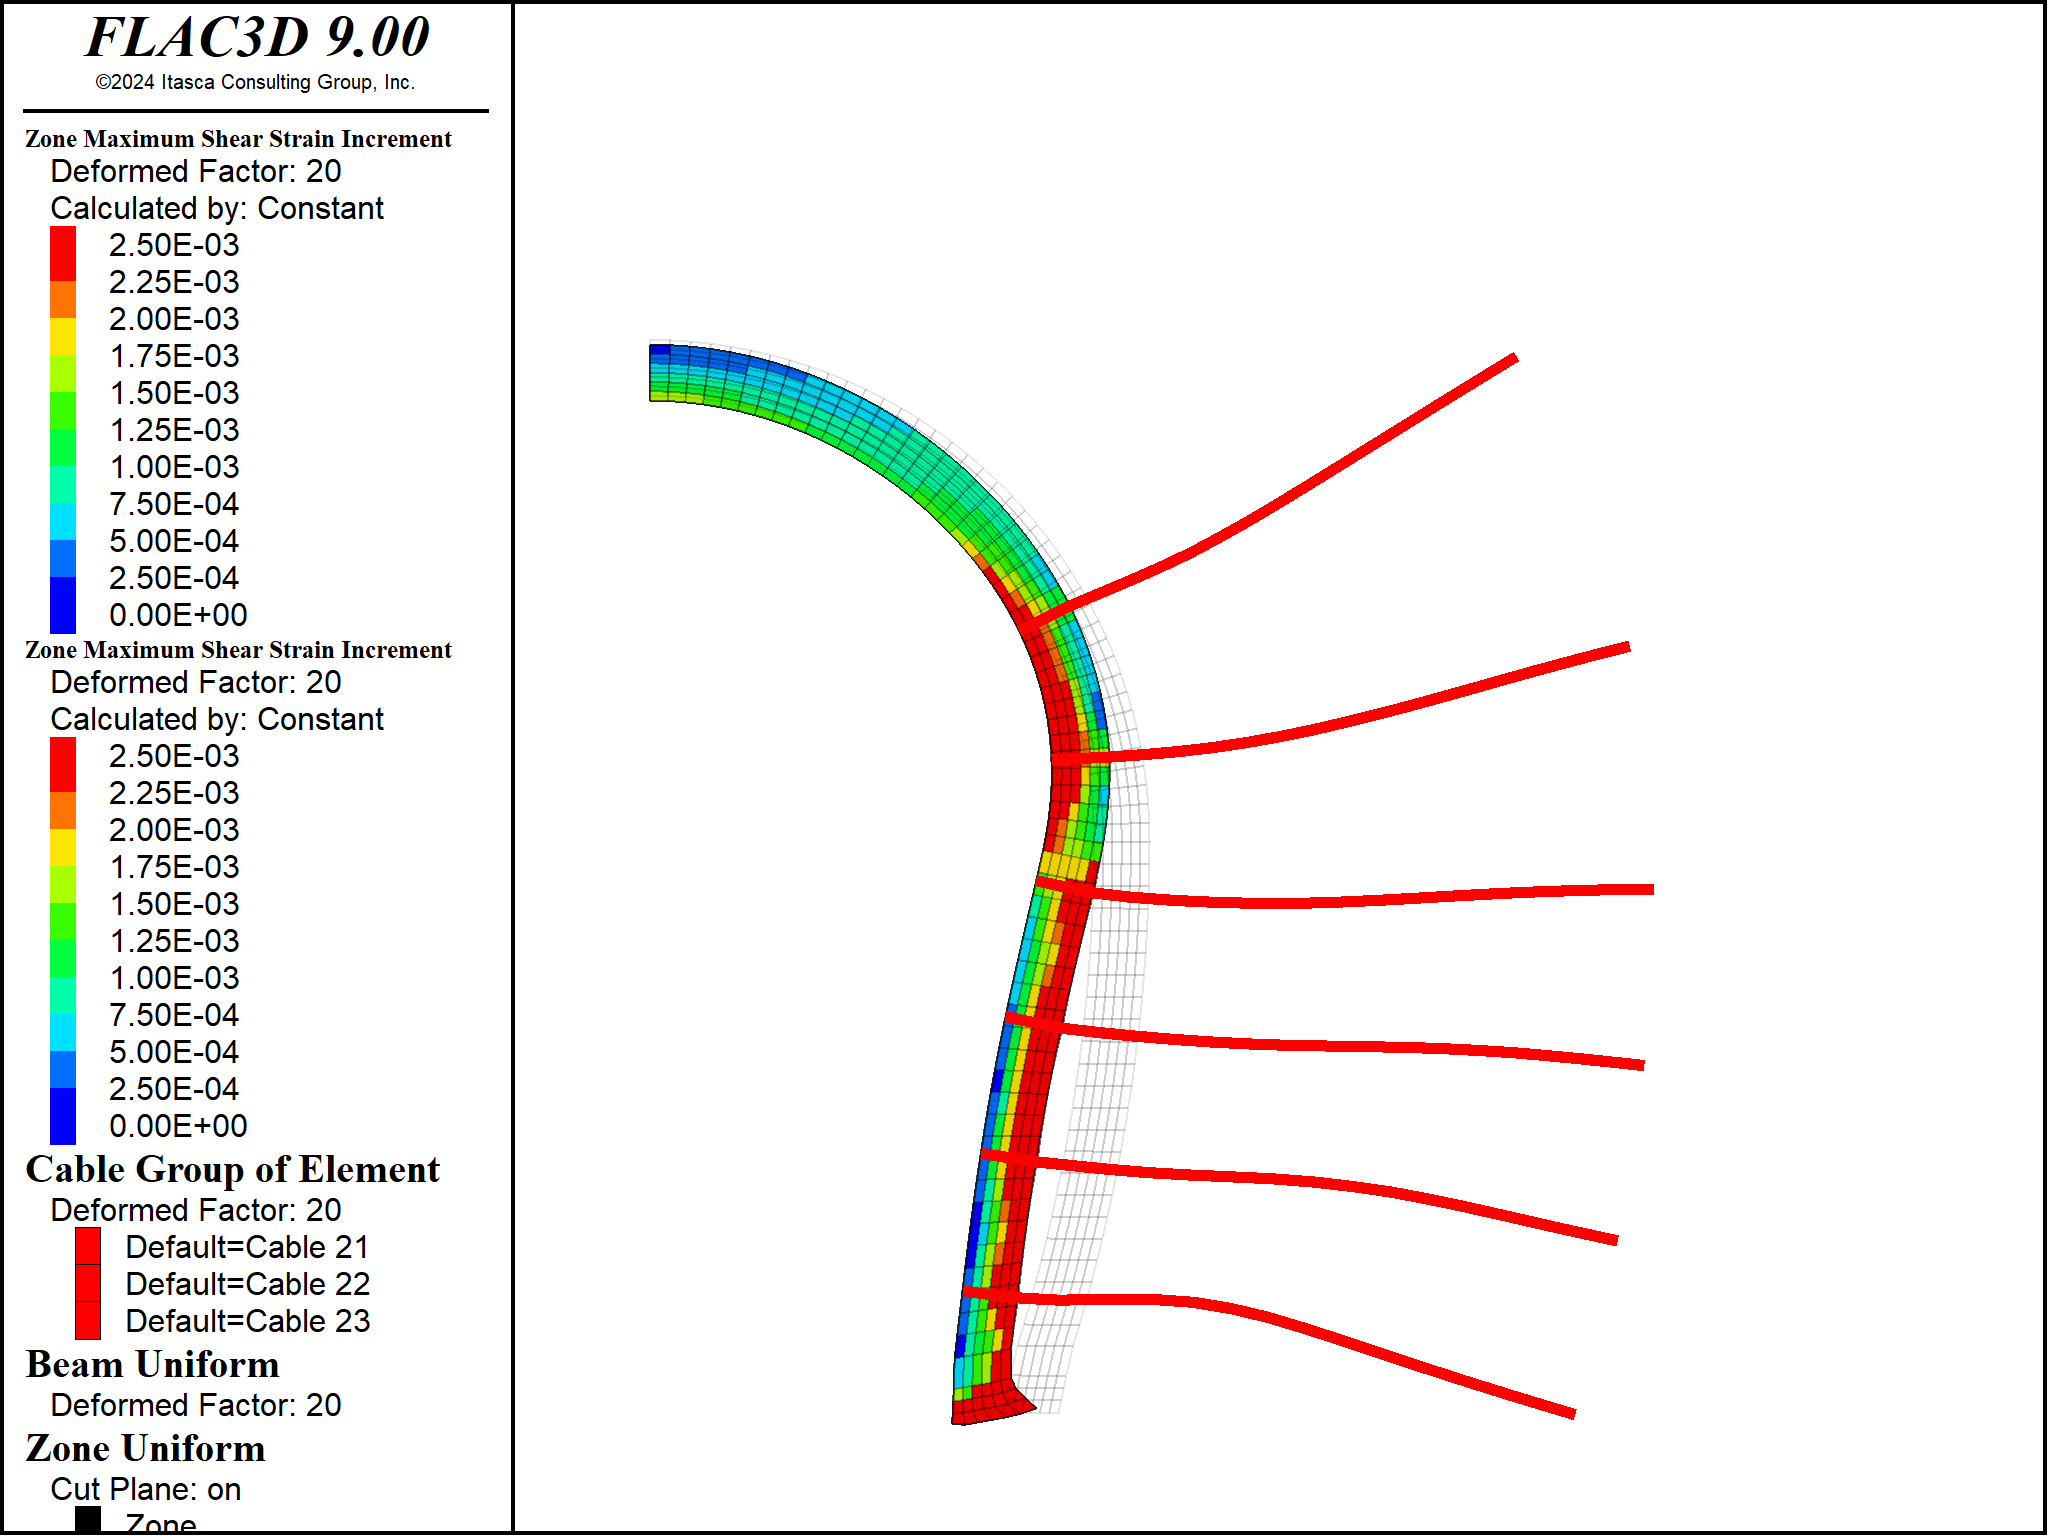 FLAC3D 9.00
©2024 Itasca Consulting Group, Inc.
Zone Maximum Shear Strain Increment
Deformed Factor: 20
Calculated by: Constant
2.50E-03
2.25E-03
2.00E-03
1.75E-03
1.50E-03
1.25E-03
1.00E-03
7.50E-04
5.00E-04
2.50E-04
0.00E+00
Zone Maximum Shear Strain Increment
Deformed Factor: 20
Calculated by: Constant
2.50E-03
2.25E-03
2.00E-03
1.75E-03
1.50E-03
1.25E-03
1.00E-03
7.50E-04
5.00E-04
2.50E-04
0.00E+00
Cable Group of Element
Deformed Factor: 20
Default=Cable 21
Default=Cable 22
Default=Cable 23
Beam Uniform
Deformed Factor: 20
Zone Uniform
Cut Plane: on
Zone